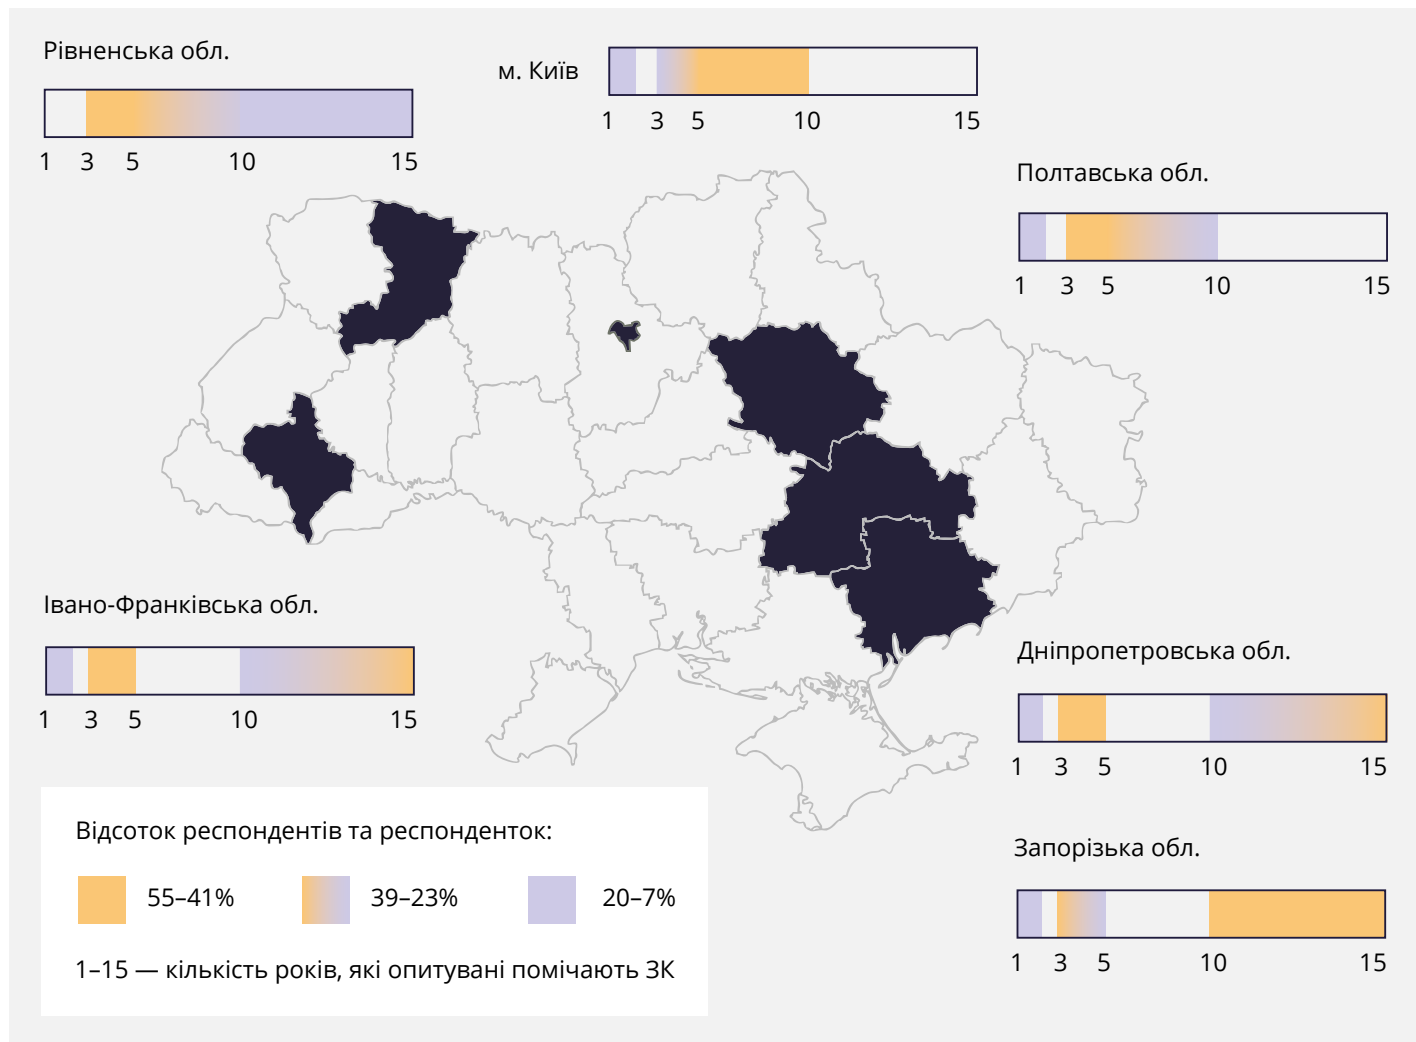 Рівненська обл.
1 3 5 10 15
м. Київ
1 3 5 10 15
Полтавська обл.
1 3 5 10 15
Івано-Франківська обл.
1 3 5 10 15
Дніпропетровська обл.
1 3 5 10 15
Запорізька обл.
1 3 5 10 15
Відсоток респондентів та респонденток:
55–41% 39–23% 20–7%
1–15 — кількість років, які опитувані помічають ЗК